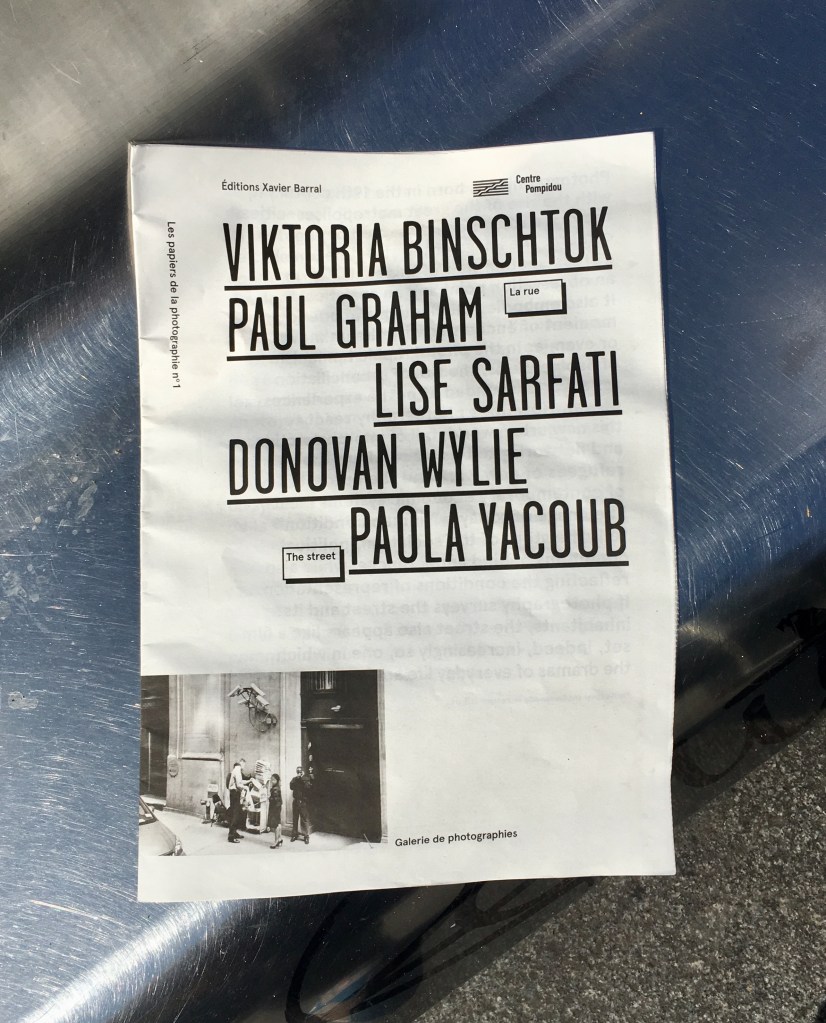 Éditions Xavier Barral
Centre
Pompidou
Les papiers de la photographie n°1
VIKTORIA BINSCHTOK
PAUL GRAHAM
La rue
LISE SARFATI
DONOVAN WYLIE
PAOLA YACOUB
The street
Galerie de photographies